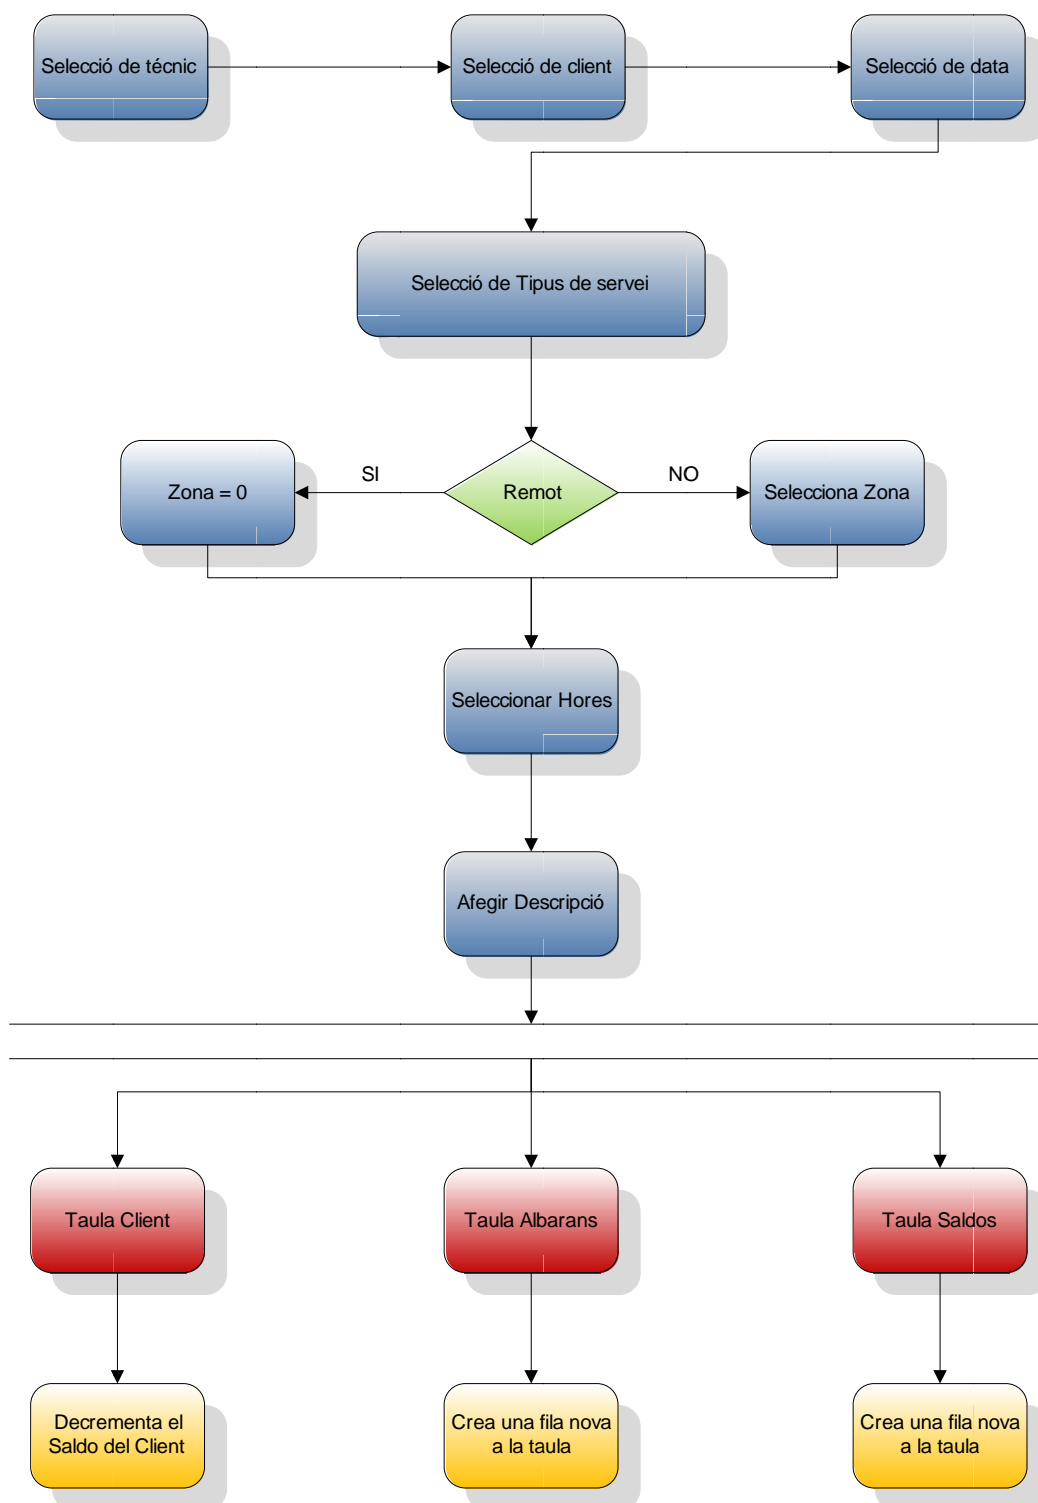 Selecció de técnic
Selecció de client
Selecció de data
Selecció de Tipus de servei
SI
NO
Zona = 0
Remot
Selecciona Zona
Seleccionar Hores
Afegir Descripció
Taula Client
Taula Albarans
Taula Saldos
Decrementa el
Saldo del Client
Crea una fila nova
a la taula
Crea una fila nova
a la taula